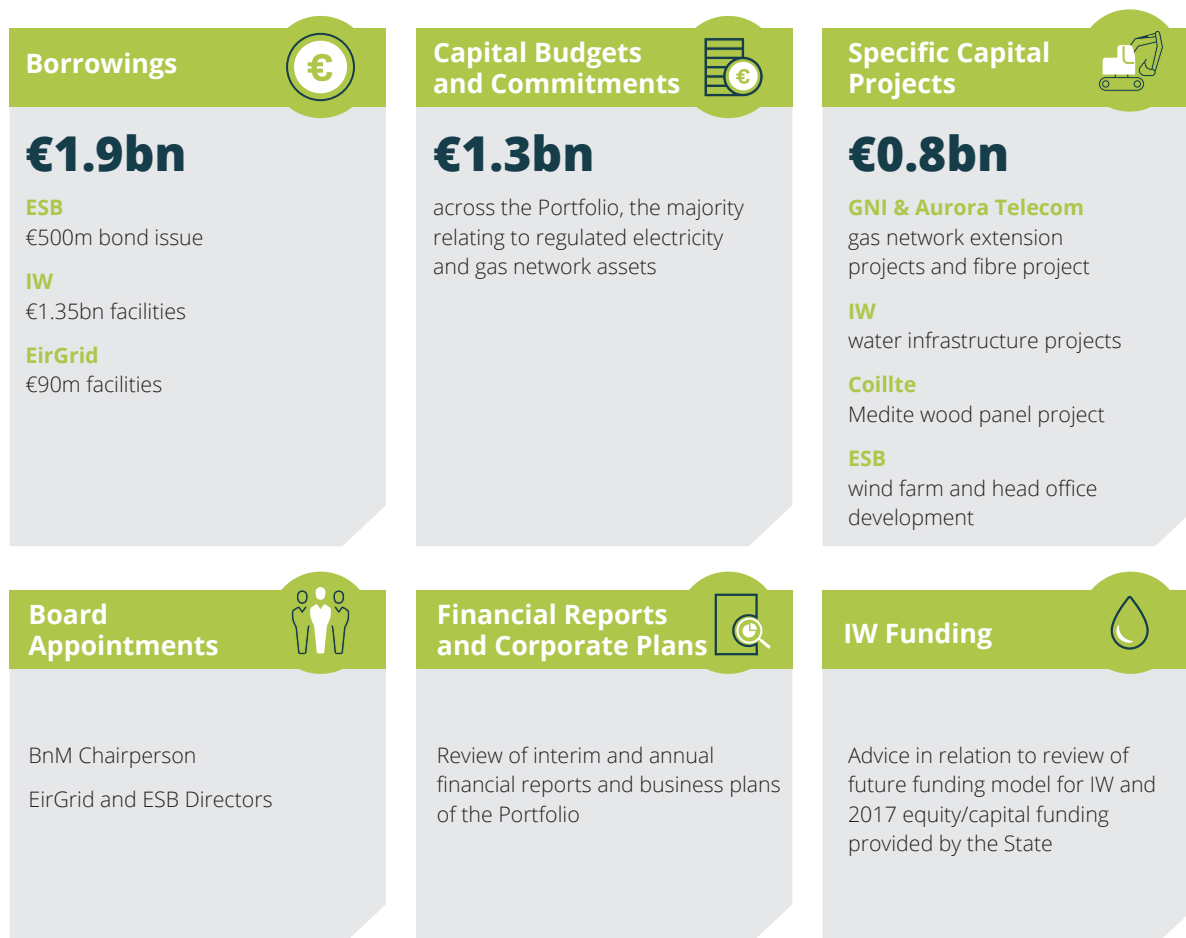 Borrowings
€
€1.9bn
ESB
€500m bond issue
IW
€1.35bn facilities
EirGrid
€90m facilities
Capital Budgets
and Commitments
€
€1.3bn
across the Portfolio, the majority
relating to regulated electricity
and gas network assets
Specific Capital
Projects
€0.8bn
GNI & Aurora Telecom
gas network extension
projects and fibre project
IW
water infrastructure projects
Coillte
Medite wood panel project
ESB
wind farm and head office
development
Board
Appointments
BnM Chairperson
EirGrid and ESB Directors
Financial Reports
and Corporate Plans
Review of interim and annual
financial reports and business plans
of the Portfolio
IW Funding
Advice in relation to review of
future funding model for IW and
2017 equity/capital funding
provided by the State